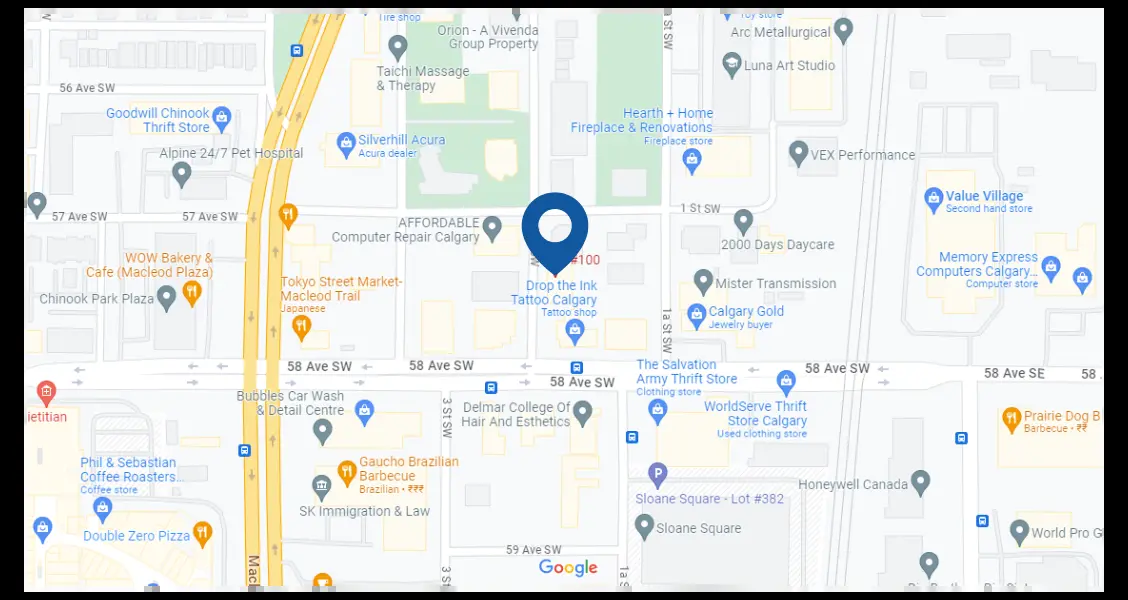 Tire shop
Orion - A Vivenda
Group Property
Toy store
Arc Metallurgical
1 St SW
Taichi Massage
& Therapy
Luna Art Studio
56 Ave SW
Goodwill Chinook
Thrift Store
Hearth + Home
Fireplace & Renovations
Fireplace store
Silverhill Acura
Acura dealer
Alpine 24/7 Pet Hospital
VEX Performance
Value Village
Second hand store
57 Ave SW
57 Ave SW
1 St SW
AFFORDABLE
Computer Repair Calgary
2000 Days Daycare
WOW Bakery &
Cafe (Macleod Plaza)
#100
Memory Express
Computers Calgary...
Computer store
Tokyo Street Market-
Macleod Trail
Japanese
Drop the Ink
Tattoo Calgary
Tattoo shop
Mister Transmission
Chinook Park Plaza
Calgary Gold
Jewelry buyer
1a St SW
58 Ave SW
58 Ave SW
58 Ave SW
58 Ave SW
58 Ave SE
58
The Salvation
Army Thrift Store
Clothing store
Bubbles Car Wash
& Detail Centre
ietitian
3 St SW
Delmar College Of
Hair And Esthetics
WorldServe Thrift
Store Calgary
Used clothing store
Prairie Dog B
Barbecue • ₹₹
Phil & Sebastian
Coffee Roasters...
Coffee store
Gaucho Brazilian
Barbecue
Brazilian • ₹₹₹
P
Sloane Square - Lot #382
Honeywell Canada
SK Immigration & Law
Double Zero Pizza
Sloane Square
World Pro G
59 Ave SW
Google
Macl
3 St
1a S